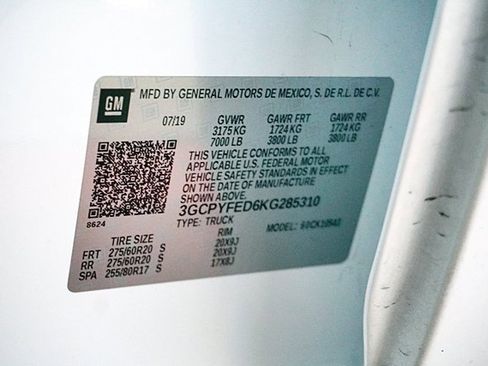 GM
MFD BY GENERAL MOTORS DE MEXICO, S. DE R.L. DE C.V.
07/19 GVWR GAWR FRT GAWR RR
3175 KG 1724 KG 1724 KG
7000 LB 3800 LB 3800 LB
THIS VEHICLE CONFORMS TO ALL
APPLICABLE U.S. FEDERAL MOTOR
VEHICLE SAFETY STANDARDS IN EFFECT
ON THE DATE OF MANUFACTURE
SHOWN ABOVE.
3GCPYFED6KG285310
8624
TYPE: TRUCK MODEL:
TIRE SIZE RIM
FRT 275/60R20 S 20X9J
RR 275/60R20 S 20X9J
SPA 255/80R17 S 17X8J